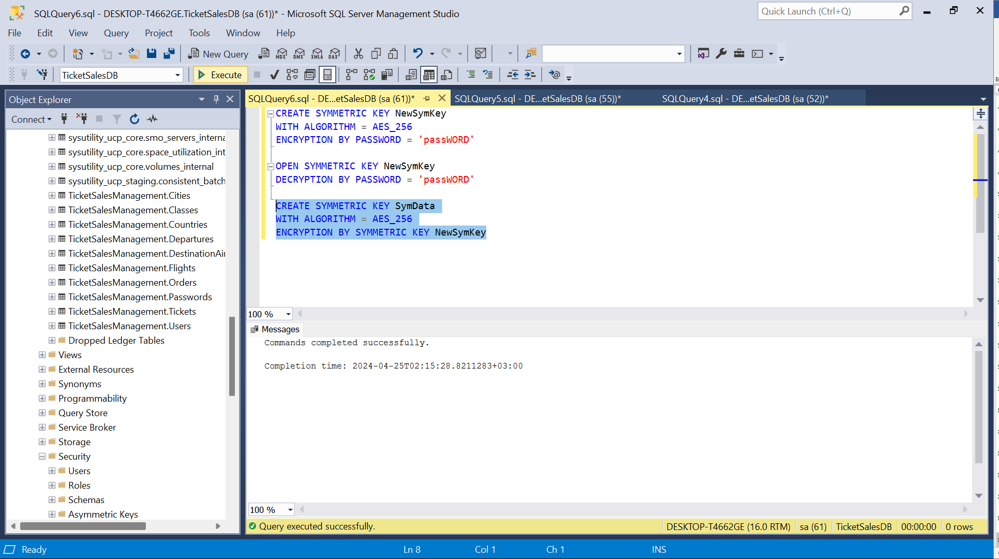 SQLQuery6.sql - DESKTOP-T4662GE.TicketSalesDB (sa (61))* - Microsoft SQL Server Management Studio
Quick Launch (Ctrl+Q)
File Edit View Query Project Tools Window Help
New Query MDX DMX XMLA DAX
TicketSalesDB Execute
Object Explorer
SQLQuery6.sql - DE...etSalesDB (sa (61))* SQLQuery5.sql - DE...etSalesDB (sa (55))* SQLQuery4.sql - DE...etSalesDB (sa (52))*
Connect
sysutility_ucp_core.smo_servers_interna
sysutility_ucp_core.space_utilization_int
sysutility_ucp_core.volumes_internal
sysutility_ucp_staging.consistent_batch
TicketSalesManagement.Cities
TicketSalesManagement.Classes
TicketSalesManagement.Countries
TicketSalesManagement.Departures
TicketSalesManagement.DestinationAir
TicketSalesManagement.Flights
TicketSalesManagement.Orders
TicketSalesManagement.Passwords
TicketSalesManagement.Tickets
TicketSalesManagement.Users
Dropped Ledger Tables
Views
External Resources
Synonyms
Programmability
Query Store
Service Broker
Storage
Security
Users
Roles
Schemas
Asymmetric Keys
CREATE SYMMETRIC KEY NewSymKey
WITH ALGORITHM = AES_256
ENCRYPTION BY PASSWORD = 'passWORD'
OPEN SYMMETRIC KEY NewSymKey
DECRYPTION BY PASSWORD = 'passWORD'
CREATE SYMMETRIC KEY SymData
WITH ALGORITHM = AES_256
ENCRYPTION BY SYMMETRIC KEY NewSymKey
100 %
Messages
Commands completed successfully.
Completion time: 2024-04-25T02:15:28.8211283+03:00
100 %
Query executed successfully. DESKTOP-T4662GE (16.0 RTM) sa (61) TicketSalesDB 00:00:00 0 rows
Ready Ln 8 Col 1 Ch 1 INS